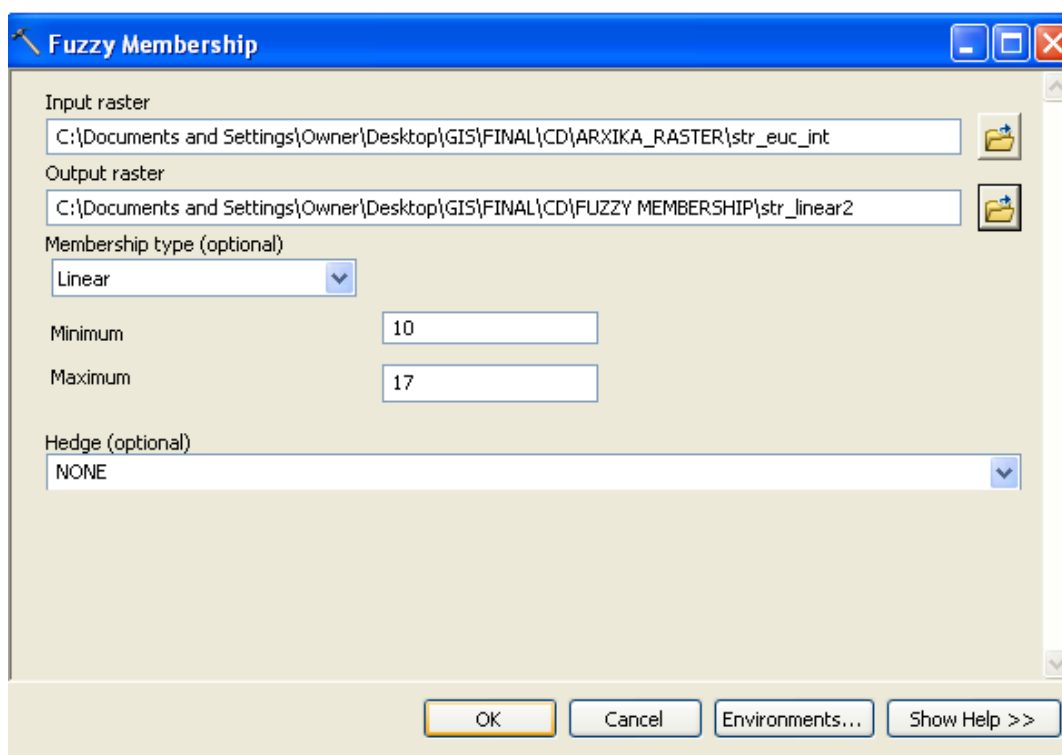 Fuzzy Membership
Input raster
C:\Documents and Settings\Owner\Desktop\GIS\FINAL\CD\ARXIKA_RASTER\str_euc_int
Output raster
C:\Documents and Settings\Owner\Desktop\GIS\FINAL\CD\FUZZY MEMBERSHIP\str_linear2
Membership type (optional)
Linear
Minimum 10
Maximum 17
Hedge (optional)
NONE
OK Cancel Environments... Show Help >>